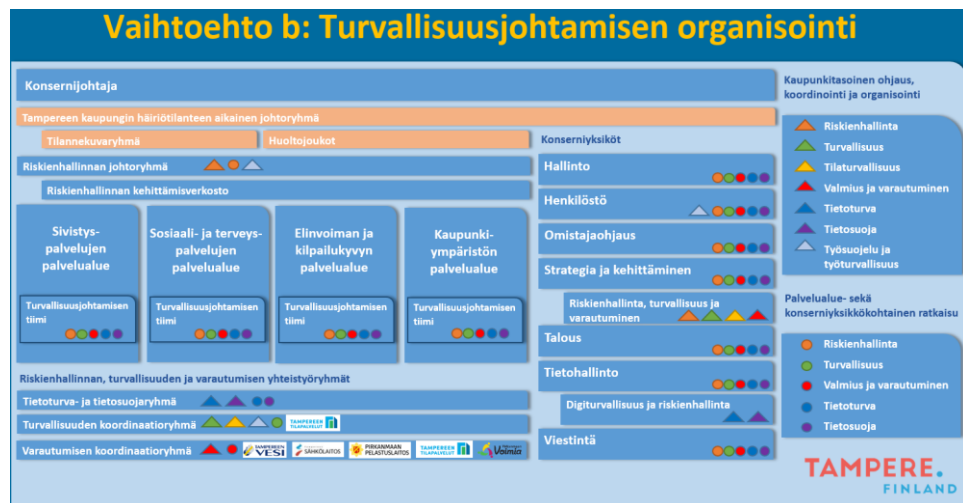 Vaihtoehto b: Turvallisuusjohtamisen organisointi
Konsernijohtaja
Tampereen kaupungin häiriötilanteen aikainen johtoryhmä
Tilannekuvaryhmä
Huoltojoukot
Riskienhallinnan johtoryhmä
Riskienhallinnan kehittämisverkosto
Sivistys-
palvelujen
palvelualue
Turvallisuusjohtamisen
tiimi
Sosiaali- ja terveys-
palvelujen
palvelualue
Turvallisuusjohtamisen
tiimi
Elinvoiman ja
kilpailukyvyn
palvelualue
Turvallisuusjohtamisen
tiimi
Kaupunki-
ympäristön
palvelualue
Turvallisuusjohtamisen
tiimi
Riskienhallinnan, turvallisuuden ja varautumisen yhteistyöryhmät
Tietoturva- ja tietosuojaryhmä
Turvallisuuden koordinaatioryhmä
TAMPEREEN
TILAPALVELUT
Varautumisen koordinaatioryhmä
TAMPEREEN
VESI
SÄHKÖLAITOS
PIRKANMAAN
PELASTUSLAITOS
TAMPEREEN
TILAPALVELUT
Voimia
Konserniyksiköt
Hallinto
Henkilöstö
Omistajaohjaus
Strategia ja kehittäminen
Riskienhallinta, turvallisuus ja
varautuminen
Talous
Tietohallinto
Digiturvallisuus ja riskienhallinta
Viestintä
Kaupunkitasoinen ohjaus,
koordinointi ja organisointi
Riskienhallinta
Turvallisuus
Tilaturvallisuus
Valmius ja varautuminen
Tietoturva
Tietosuoja
Työsuojelu ja
työturvallisuus
Palvelualue- sekä
konserniyksikkökohtainen ratkaisu
Riskienhallinta
Turvallisuus
Valmius ja varautuminen
Tietoturva
Tietosuoja
TAMPERE.
FINLAND